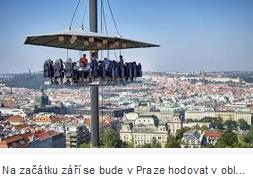 Na začátku září se bude v Praze hodovat v obl...